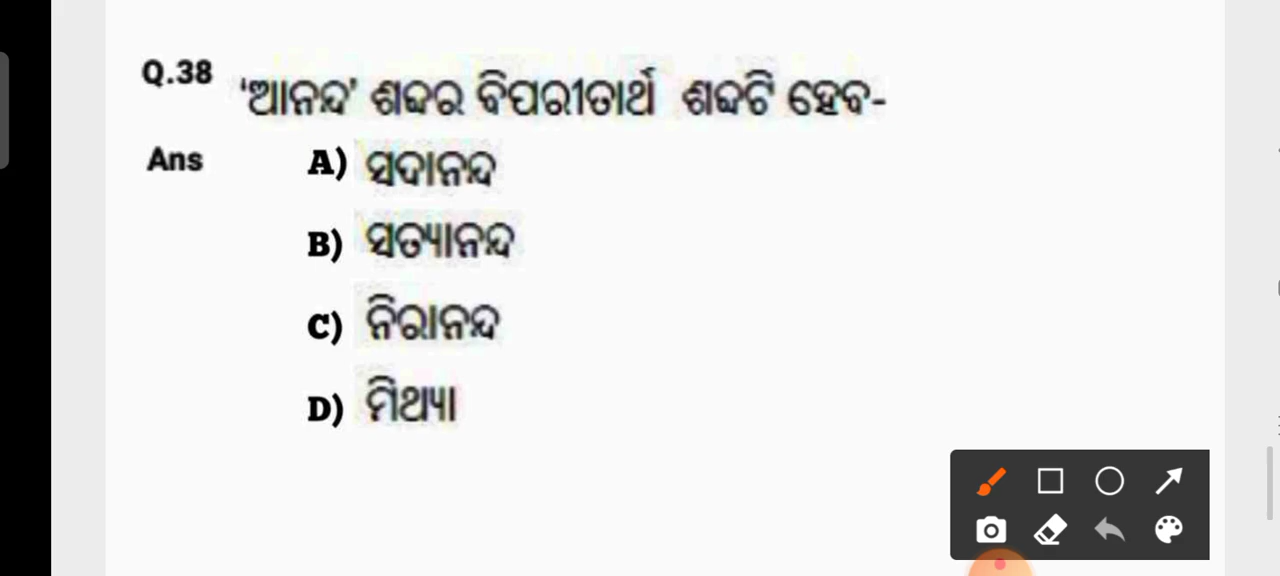 Q.38 'ଆନନ୍ଦ' ଶବ୍ଦର ବିପରୀତାର୍ଥ ଶବ୍ଦଟି ହେବ-
Ans A) ସଦାନନ୍ଦ
B) ସତ୍ୟାନନ୍ଦ
C) ନିରାନନ୍ଦ
D) ମିଥ୍ୟା